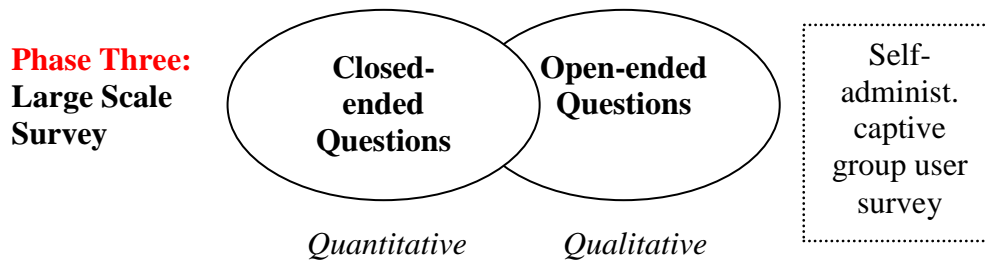 Phase Three:
Large Scale
Survey
Closed-
ended
Questions
Open-ended
Questions
Self-
administ.
captive
group user
survey
Quantitative
Qualitative